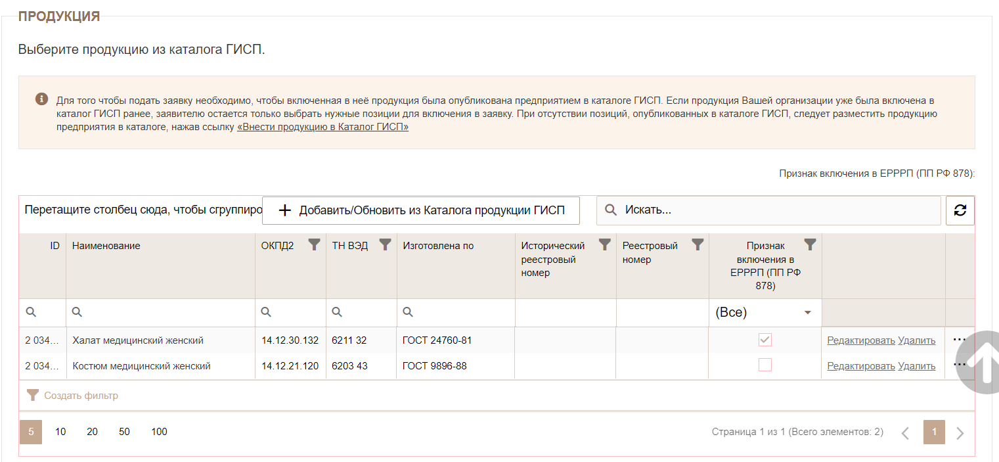 ПРОДУКЦИЯ
Выберите продукцию из каталога ГИСП.
Для того чтобы подать заявку необходимо, чтобы включенная в неё продукция была опубликована предприятием в каталоге ГИСП. Если продукция Вашей организации уже была включена в
каталог ГИСП ранее, заявителю остается только выбрать нужные позиции для включения в заявку. При отсутствии позиций, опубликованных в каталоге ГИСП, следует разместить продукцию
предприятия в каталоге, нажав ссылку «Внести продукцию в Каталог ГИСП»
Признак включения в ЕРРРП (ПП РФ 878):
Перетащите столбец сюда, чтобы сгруппиро
Добавить/Обновить из Каталога продукции ГИСП
Искать...
ID
Наименование
ОКПД2
ТН ВЭД
Изготовлена по
Исторический
реестровый
номер
Реестровый
номер
Признак
включения в
ЕРРРП (ПП РФ
878)
(Все)
2 034... Халат медицинский женский 14.12.30.132 6211 32 ГОСТ 24760-81 Редактировать Удалить ...
2 034... Костюм медицинский женский 14.12.21.120 6203 43 ГОСТ 9896-88 Редактировать Удалить ...
Создать фильтр
5 10 20 50 100 Страница 1 из 1 (Всего элементов: 2) 1